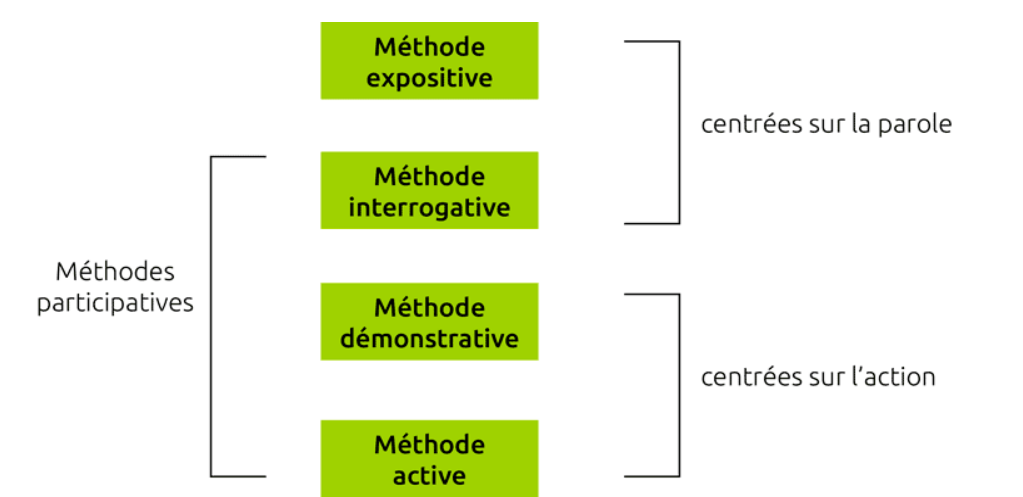 Méthode
expositive
centrées sur la parole
Méthode
interrogative
Méthodes
participatives
Méthode
démonstrative
centrées sur l’action
Méthode
active